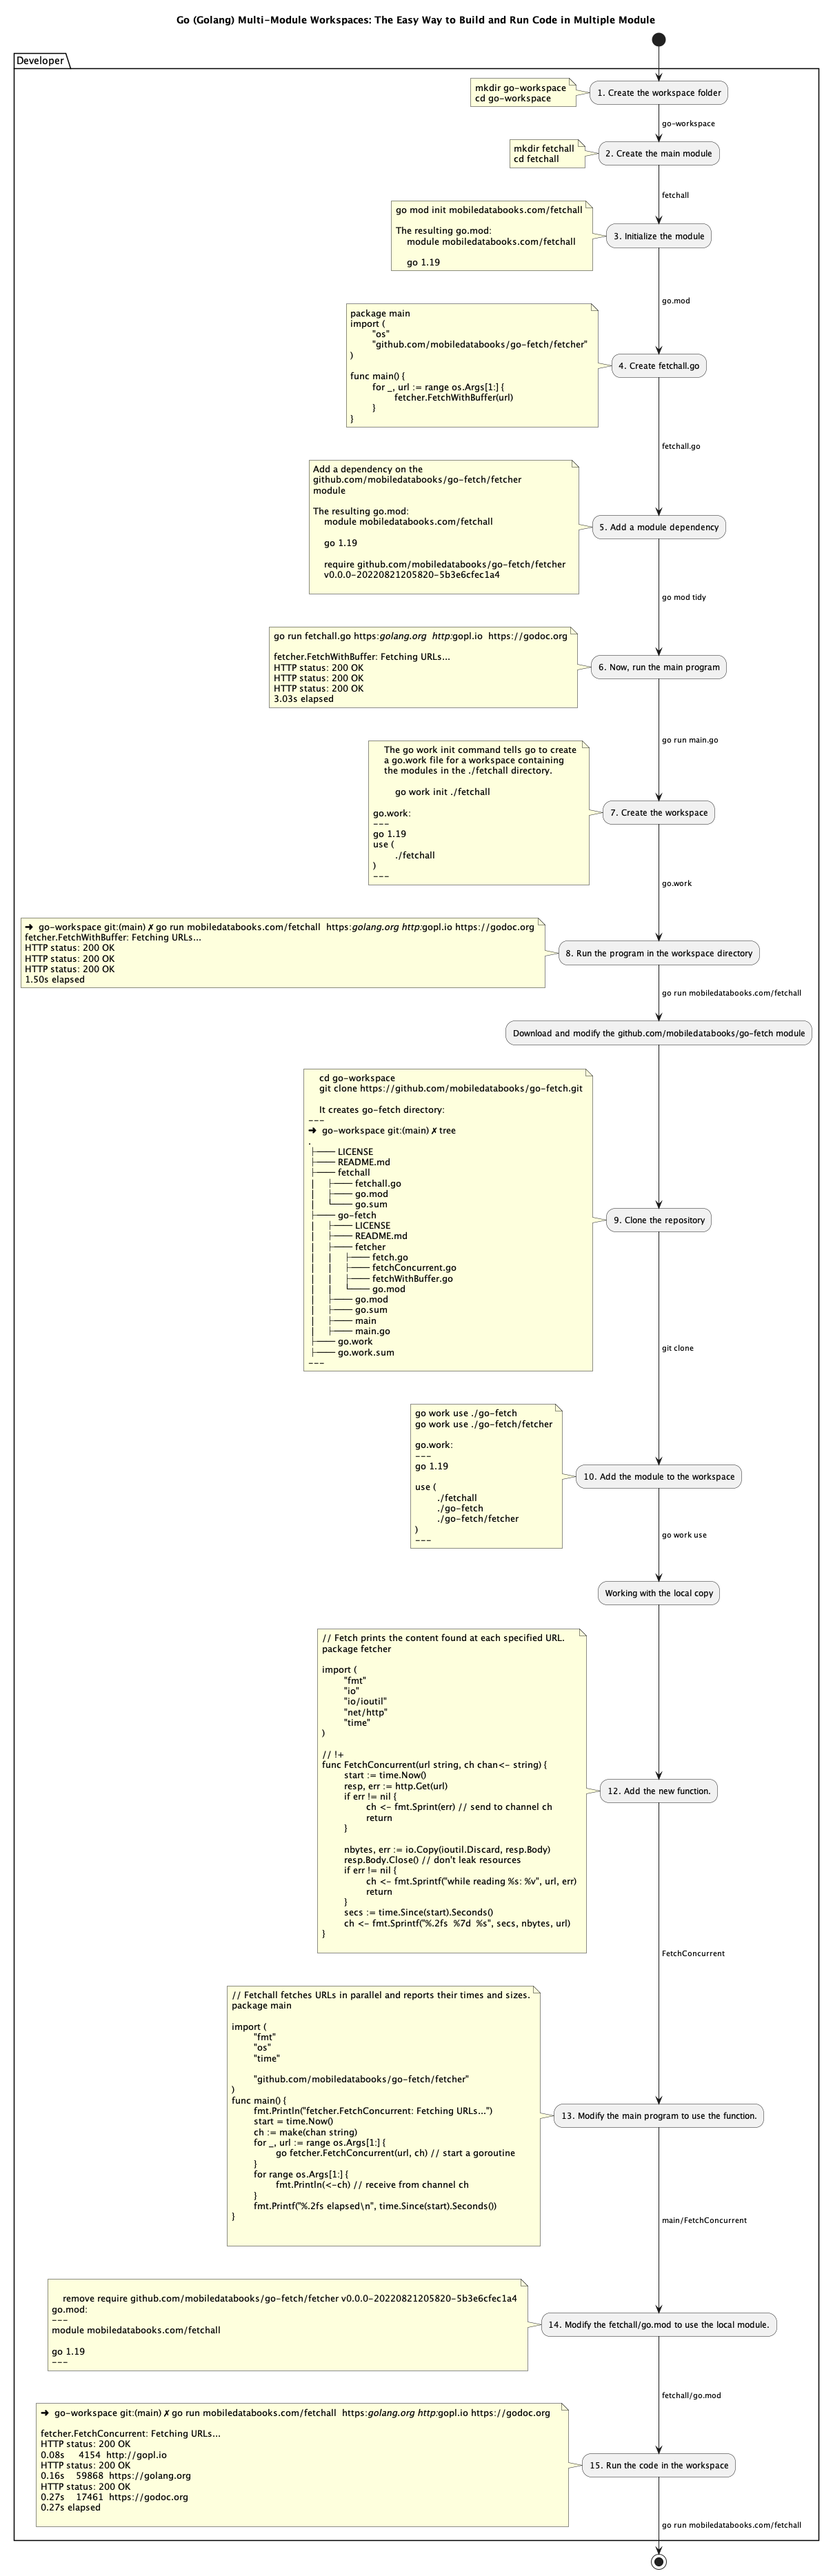 Go (Golang) Multi-Module Workspaces: The Easy Way to Build and Run Code in Multiple Module
Developer
mkdir go-workspace
cd go-workspace
1. Create the workspace folder
go-workspace
mkdir fetchall
cd fetchall
2. Create the main module
fetchall
go mod init mobiledatabooks.com/fetchall
The resulting go.mod:
module mobiledatabooks.com/fetchall
go 1.19
3. Initialize the module
go.mod
package main
import (
"os"
"github.com/mobiledatabooks/go-fetch/fetcher"
)
func main() {
for _, url := range os.Args[1:] {
fetcher.FetchWithBuffer(url)
}
}
4. Create fetchall.go
fetchall.go
Add a dependency on the
github.com/mobiledatabooks/go-fetch/fetcher
module
The resulting go.mod:
module mobiledatabooks.com/fetchall
go 1.19
require github.com/mobiledatabooks/go-fetch/fetcher
v0.0.0-20220821205820-5b3e6cfec1a4
5. Add a module dependency
go mod tidy
go run fetchall.go https:golang.org  http:gopl.io  https://godoc.org
fetcher.FetchWithBuffer: Fetching URLs...
HTTP status: 200 OK
HTTP status: 200 OK
HTTP status: 200 OK
3.03s elapsed
6. Now, run the main program
go run main.go
The go work init command tells go to create
a go.work file for a workspace containing
the modules in the ./fetchall directory.
go work init ./fetchall
go.work:
---
go 1.19
use (
./fetchall
)
---
7. Create the workspace
go.work
➜  go-workspace git:(main) ✗ go run mobiledatabooks.com/fetchall  https:golang.org http:gopl.io https://godoc.org
fetcher.FetchWithBuffer: Fetching URLs...
HTTP status: 200 OK
HTTP status: 200 OK
HTTP status: 200 OK
1.50s elapsed
8. Run the program in the workspace directory
go run mobiledatabooks.com/fetchall
Download and modify the github.com/mobiledatabooks/go-fetch module
cd go-workspace
git clone https://github.com/mobiledatabooks/go-fetch.git
It creates go-fetch directory:
---
➜  go-workspace git:(main) ✗ tree
.
├── LICENSE
├── README.md
├── fetchall
│   ├── fetchall.go
│   ├── go.mod
│   └── go.sum
├── go-fetch
│   ├── LICENSE
│   ├── README.md
│   ├── fetcher
│   │   ├── fetch.go
│   │   ├── fetchConcurrent.go
│   │   ├── fetchWithBuffer.go
│   │   └── go.mod
│   ├── go.mod
│   ├── go.sum
│   ├── main
│   ├── main.go
├── go.work
├── go.work.sum
---
9. Clone the repository
git clone
go work use ./go-fetch
go work use ./go-fetch/fetcher
go.work:
---
go 1.19
use (
./fetchall
./go-fetch
./go-fetch/fetcher
)
---
10. Add the module to the workspace
go work use
Working with the local copy
// Fetch prints the content found at each specified URL.
package fetcher
import (
"fmt"
"io"
"io/ioutil"
"net/http"
"time"
)
// !+
func FetchConcurrent(url string, ch chan<- string) {
start := time.Now()
resp, err := http.Get(url)
if err != nil {
ch <- fmt.Sprint(err) // send to channel ch
return
}
nbytes, err := io.Copy(ioutil.Discard, resp.Body)
resp.Body.Close() // don't leak resources
if err != nil {
ch <- fmt.Sprintf("while reading %s: %v", url, err)
return
}
secs := time.Since(start).Seconds()
ch <- fmt.Sprintf("%.2fs  %7d  %s", secs, nbytes, url)
}
12. Add the new function.
FetchConcurrent
// Fetchall fetches URLs in parallel and reports their times and sizes.
package main
import (
"fmt"
"os"
"time"
"github.com/mobiledatabooks/go-fetch/fetcher"
)
func main() {
fmt.Println("fetcher.FetchConcurrent: Fetching URLs...")
start = time.Now()
ch := make(chan string)
for _, url := range os.Args[1:] {
go fetcher.FetchConcurrent(url, ch) // start a goroutine
}
for range os.Args[1:] {
fmt.Println(<-ch) // receive from channel ch
}
fmt.Printf("%.2fs elapsed\n", time.Since(start).Seconds())
}
13. Modify the main program to use the function.
main/FetchConcurrent
remove require github.com/mobiledatabooks/go-fetch/fetcher v0.0.0-20220821205820-5b3e6cfec1a4
go.mod:
---
module mobiledatabooks.com/fetchall
go 1.19
---
14. Modify the fetchall/go.mod to use the local module.
fetchall/go.mod
➜  go-workspace git:(main) ✗ go run mobiledatabooks.com/fetchall  https:golang.org http:gopl.io https://godoc.org
fetcher.FetchConcurrent: Fetching URLs...
HTTP status: 200 OK
0.08s     4154  http://gopl.io
HTTP status: 200 OK
0.16s    59868  https://golang.org
HTTP status: 200 OK
0.27s    17461  https://godoc.org
0.27s elapsed
15. Run the code in the workspace
go run mobiledatabooks.com/fetchall